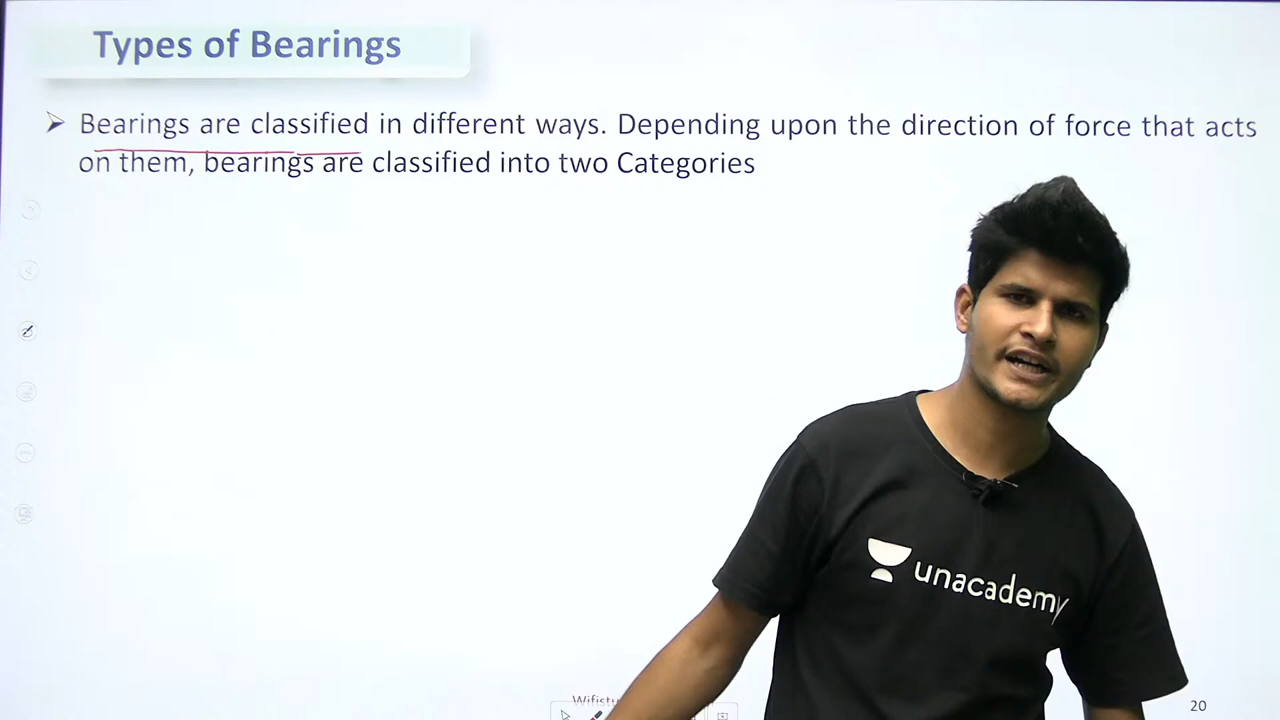 Types of Bearings
➢ Bearings are classified in different ways. Depending upon the direction of force that acts
on them, bearings are classified into two Categories
unacademy
20